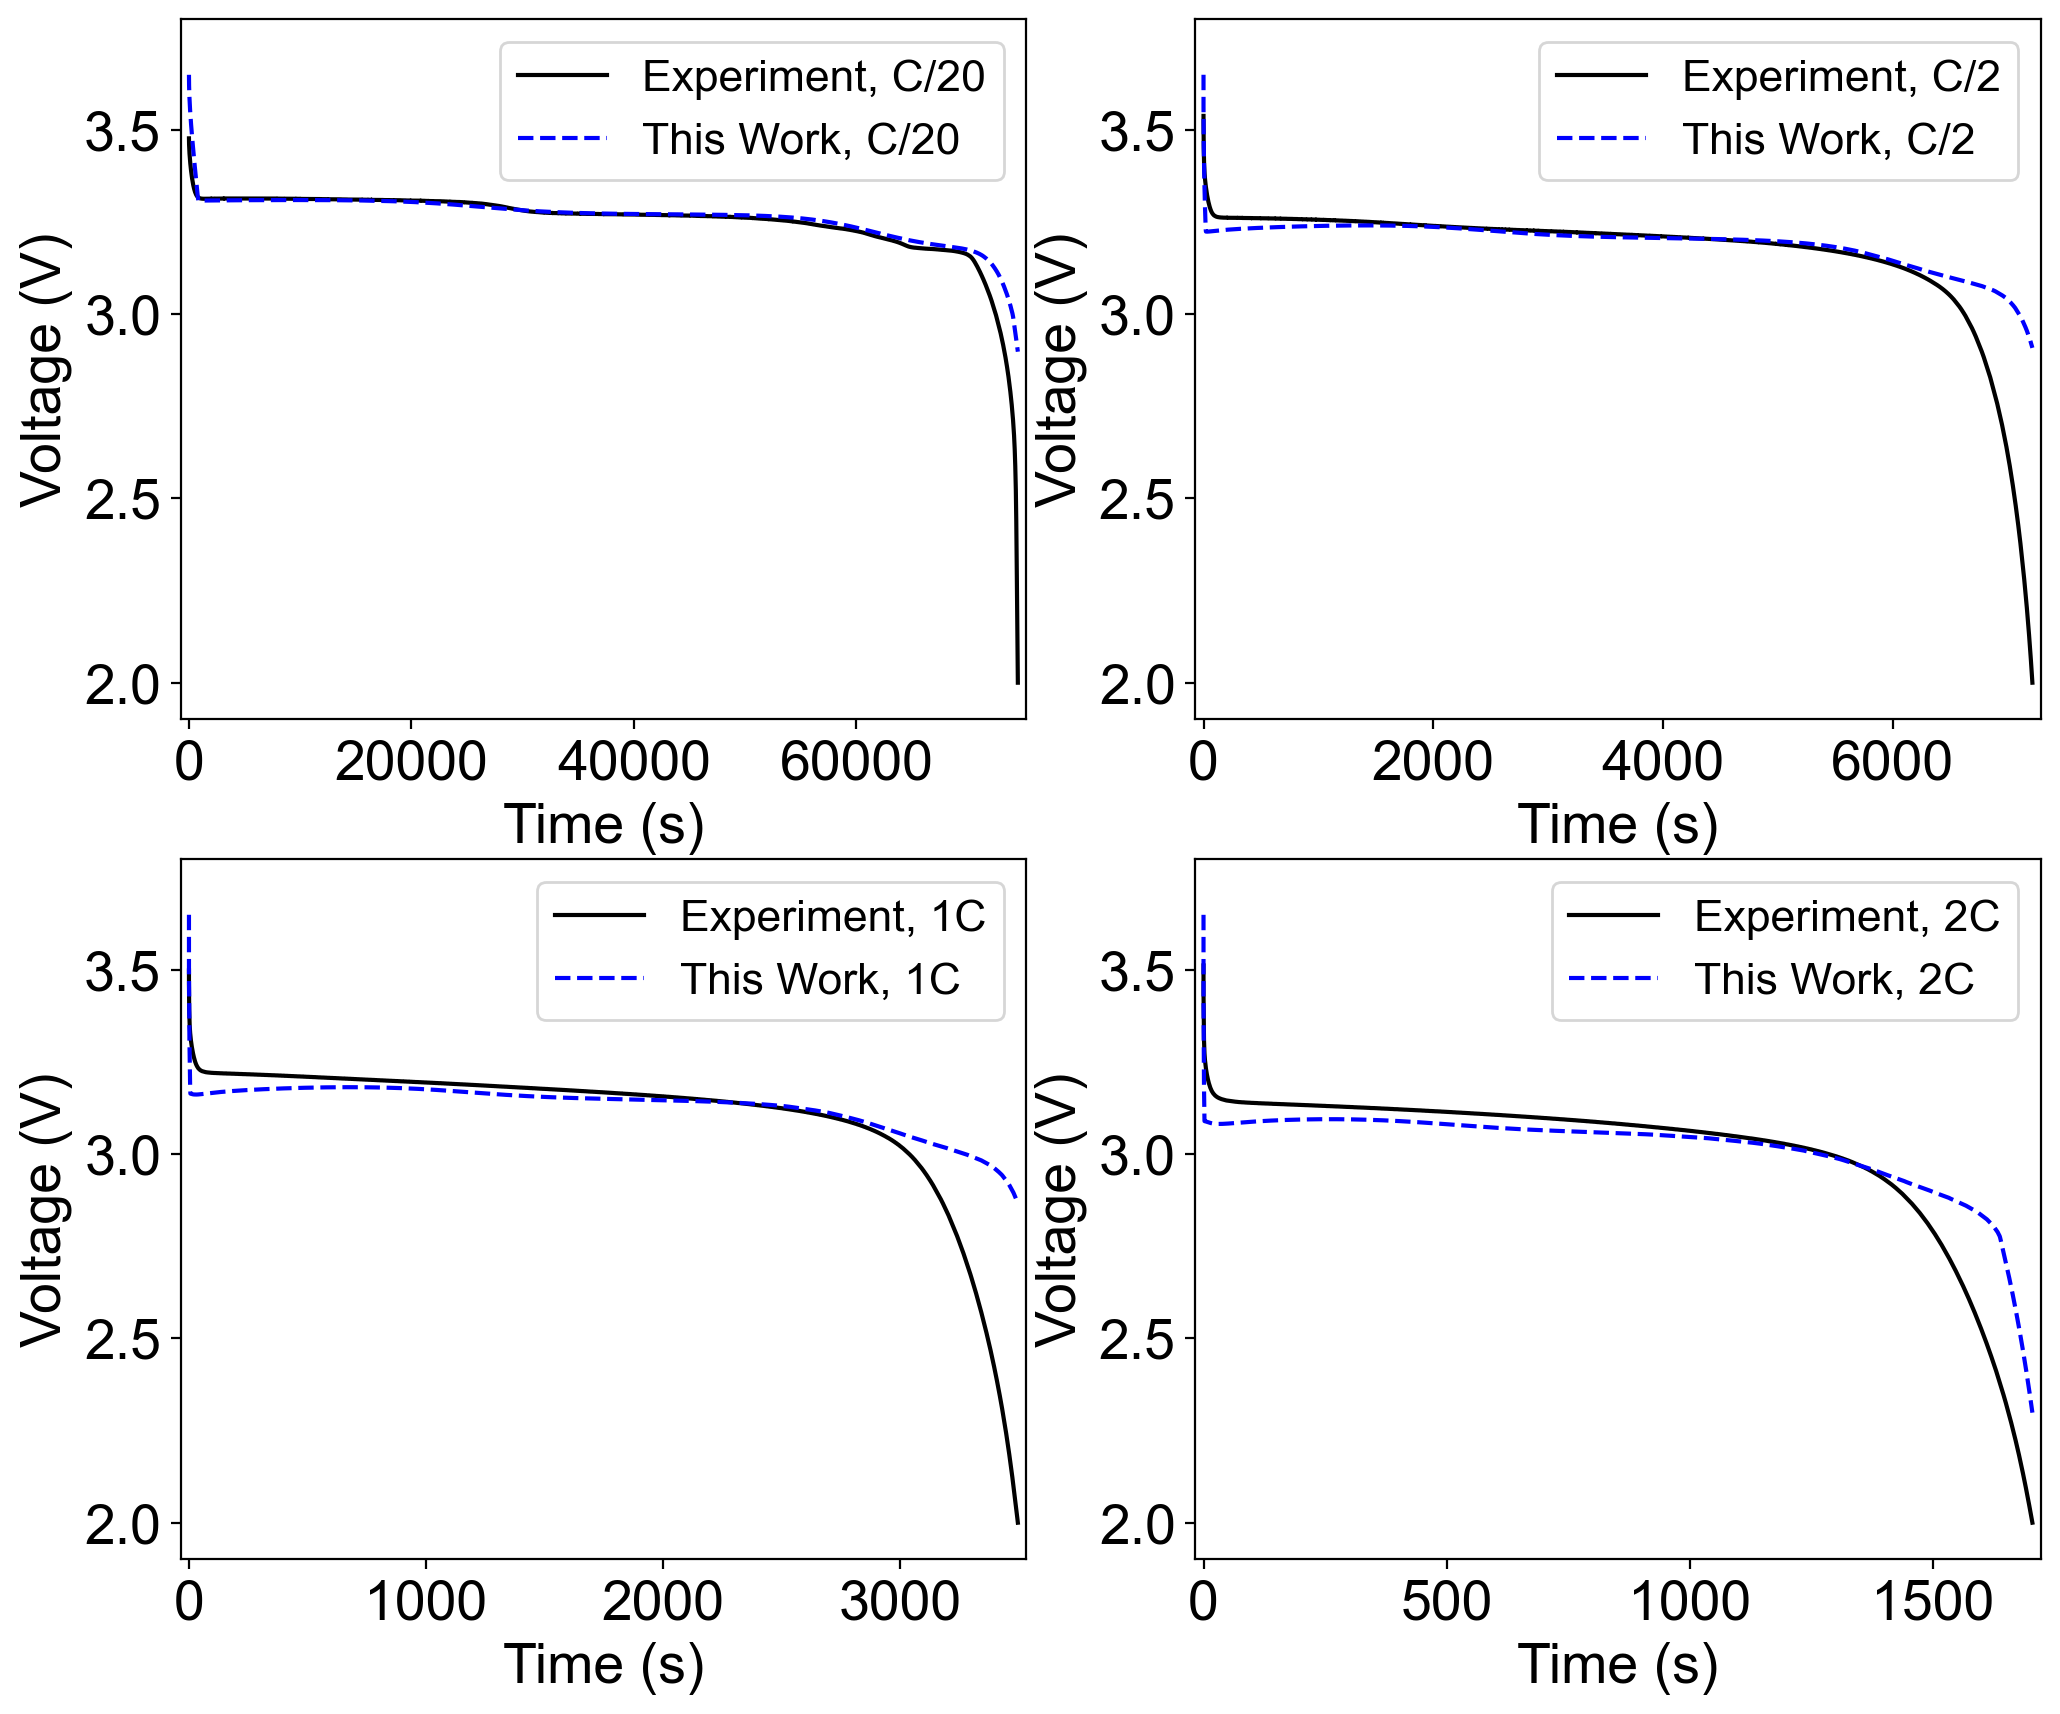 Experiment, C/20
This Work, C/20
3.5
3.0
2.5
2.0
Voltage (V)
0 20000 40000 60000
Time (s)
Experiment, C/2
This Work, C/2
3.5
3.0
2.5
2.0
Voltage (V)
0 2000 4000 6000
Time (s)
Experiment, 1C
This Work, 1C
3.5
3.0
2.5
2.0
Voltage (V)
0 1000 2000 3000
Time (s)
Experiment, 2C
This Work, 2C
3.5
3.0
2.5
2.0
Voltage (V)
0 500 1000 1500
Time (s)